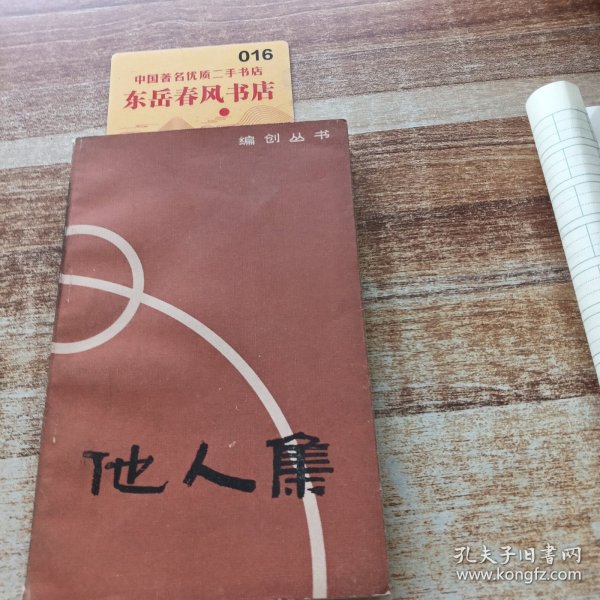 016
中国著名优质二手书店
东岳春风书店
编创丛书
他人集
孔夫子旧书网
www.kongfz.com